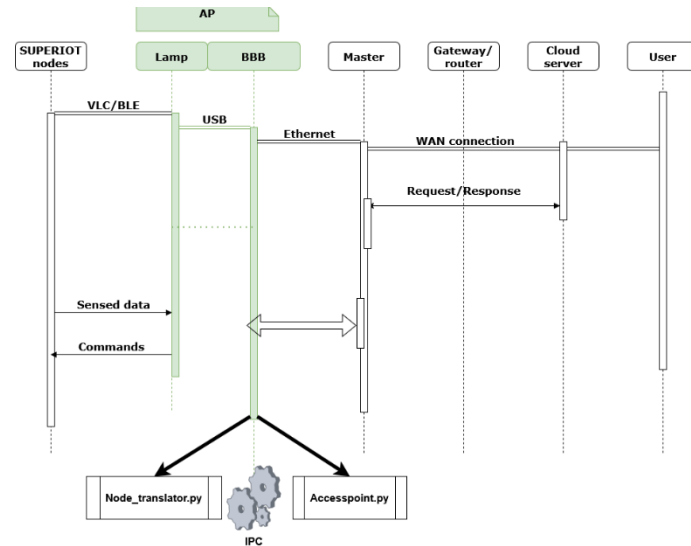 AP
SUPERIOT
nodes
Lamp
BBB
Master
Gateway/
router
Cloud
server
User
VLC/BLE
USB
Ethernet
WAN connection
Request/Response
Sensed data
Commands
Node_translator.py
Accesspoint.py
IPC